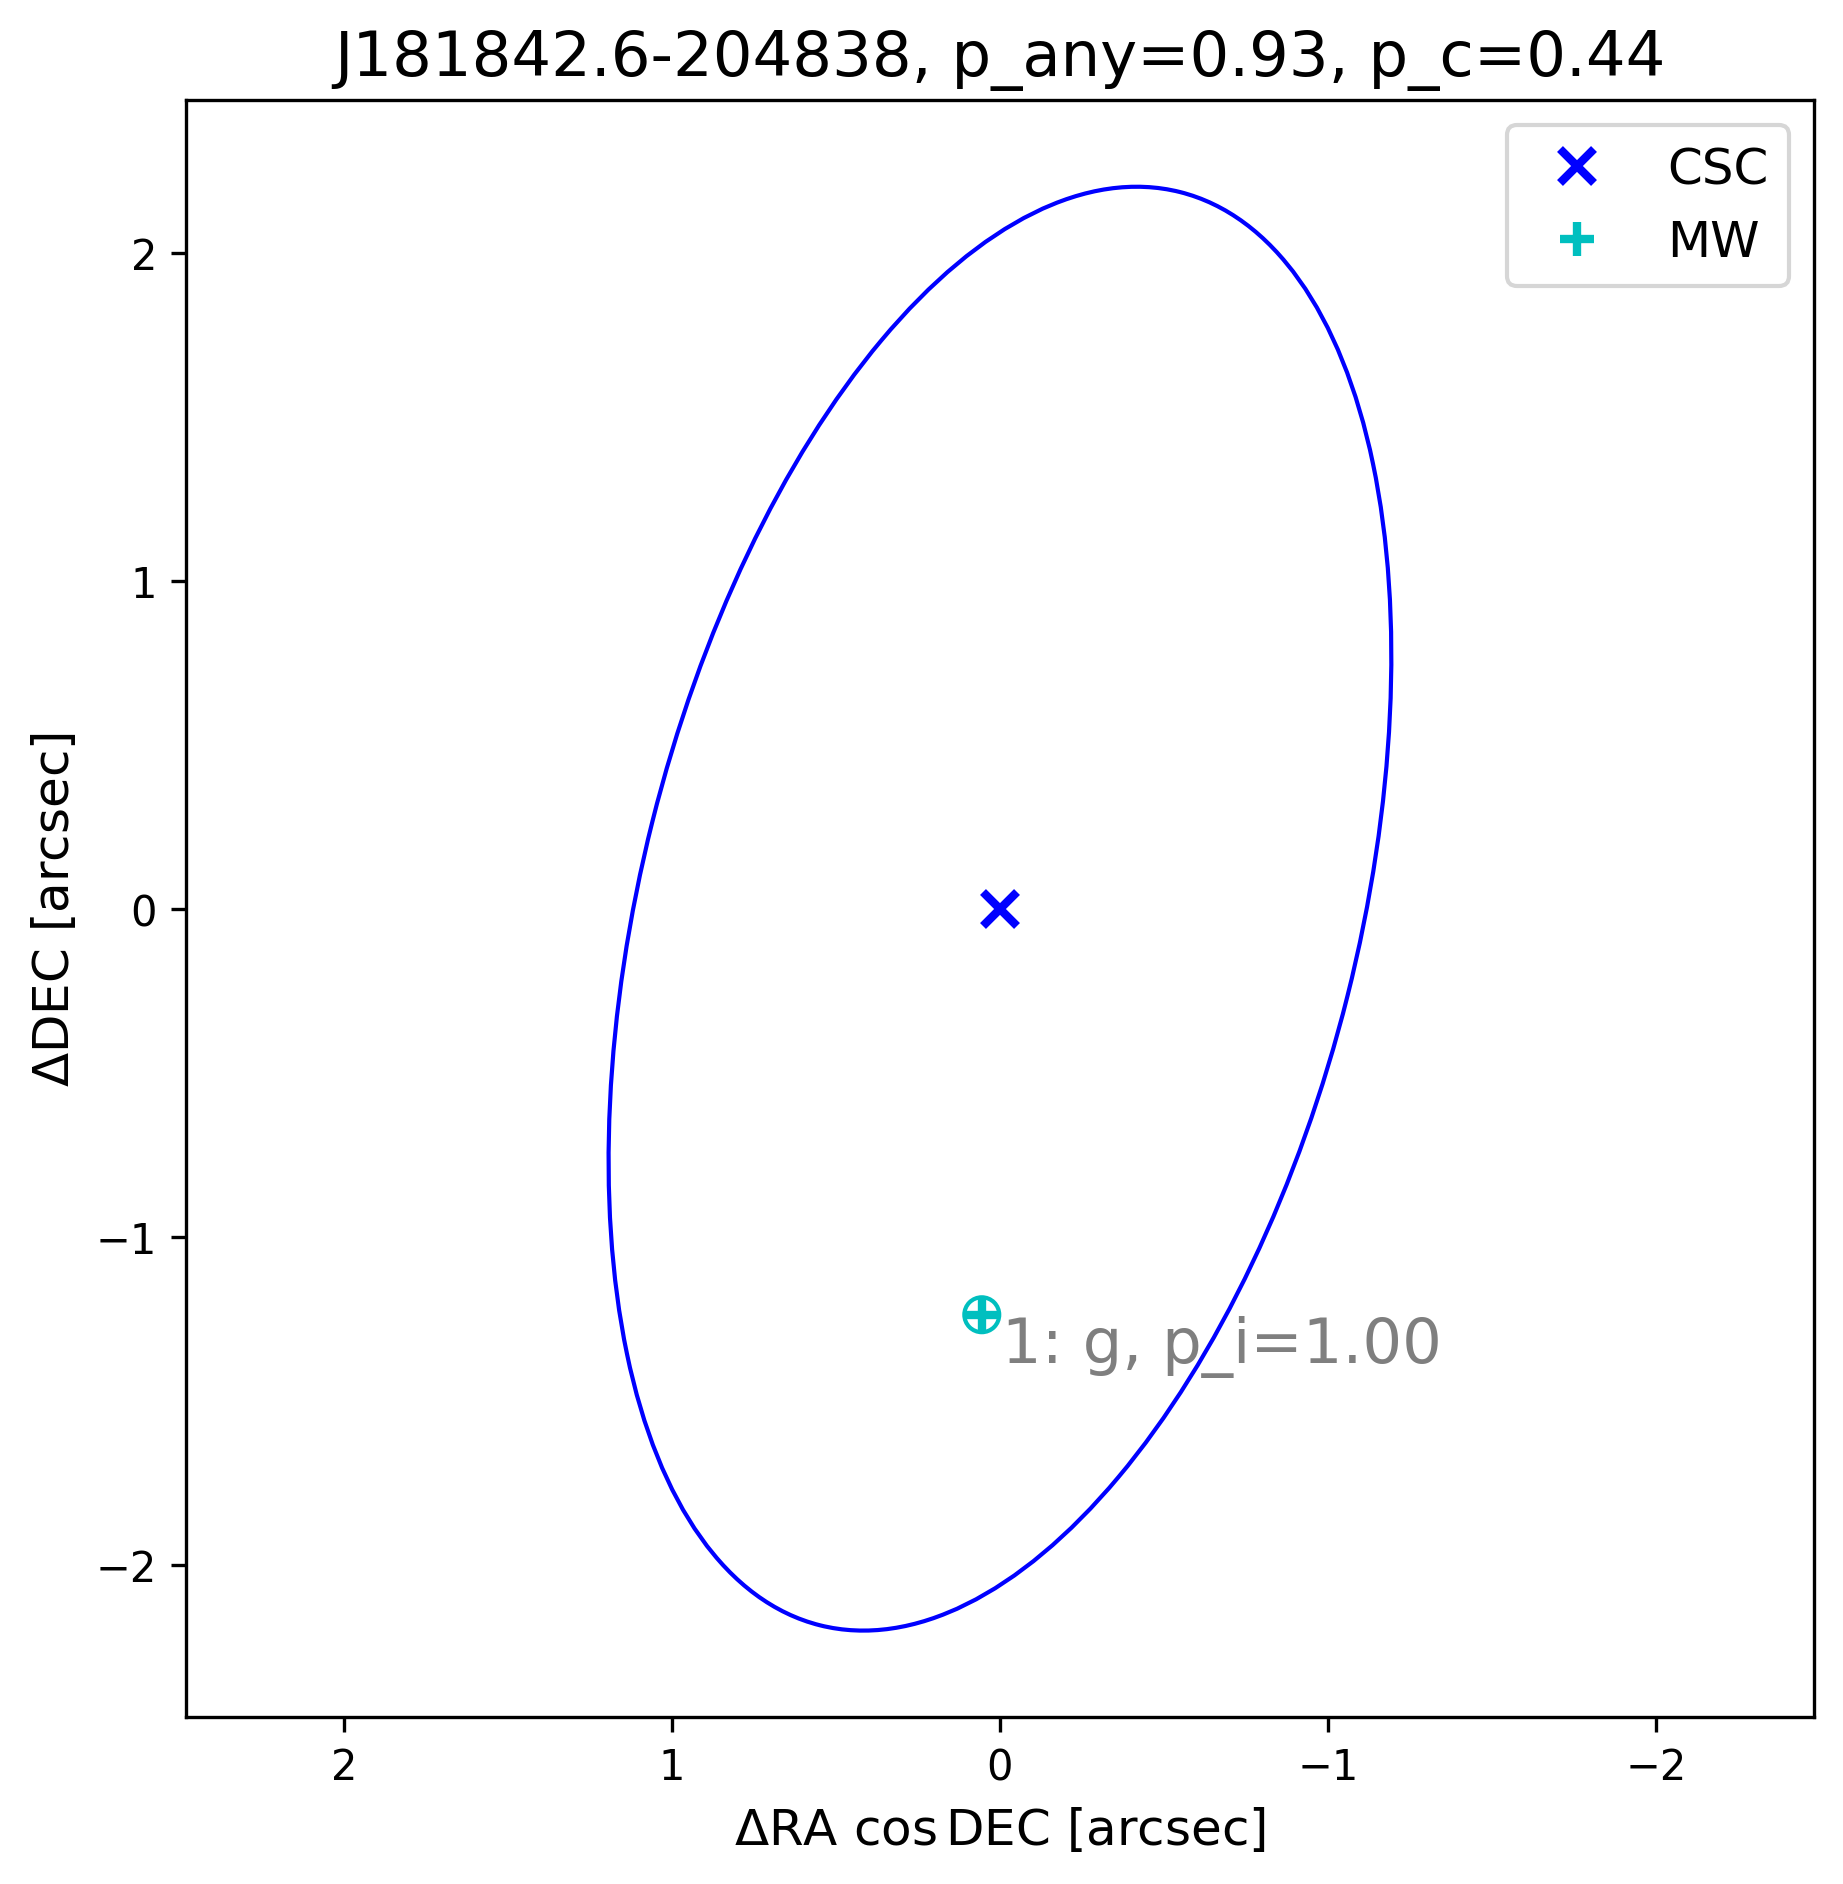 J181842.6-204838, p_any=0.93, p_c=0.44
CSC
MW
2
1
0
−1
−2
ΔDEC [arcsec]
1: g, p_i=1.00
2
1
0
−1
−2
ΔRA cos DEC [arcsec]